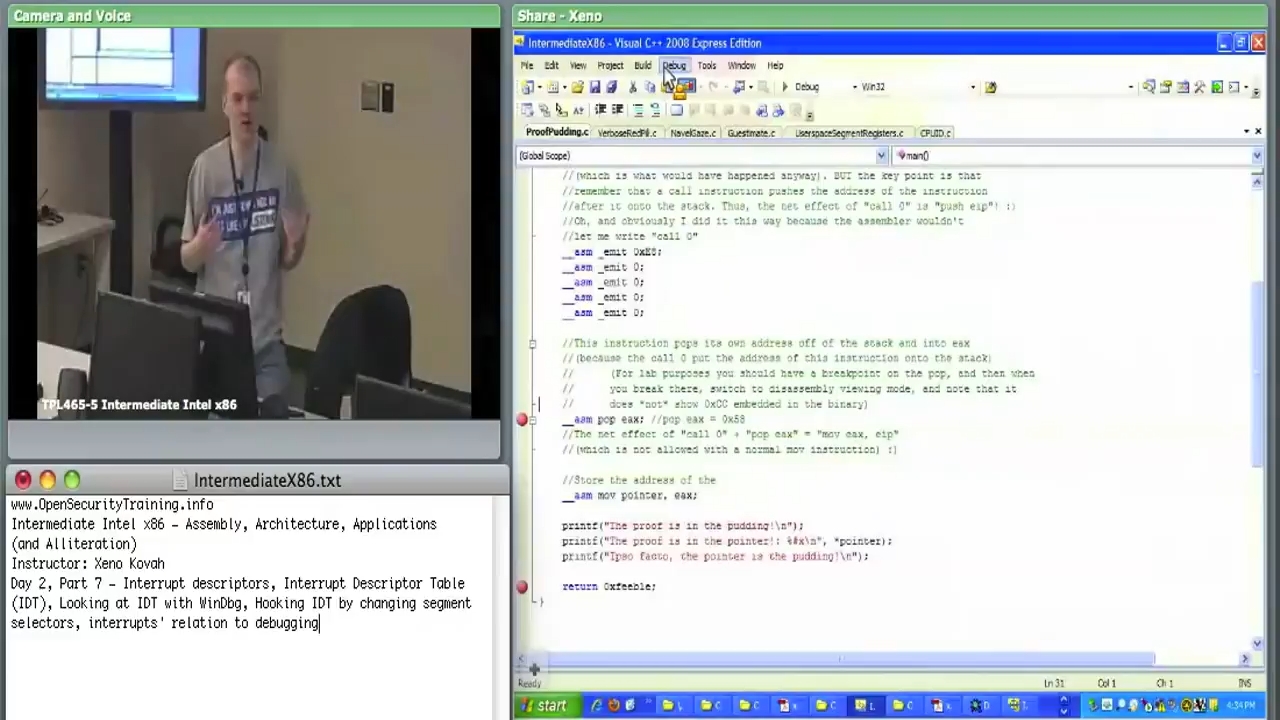 Camera and Voice
TPL465-5 Intermediate Intel x86
IntermediateX86.txt
www.OpenSecurityTraining.info
Intermediate Intel x86 – Assembly, Architecture, Applications
(and Alliteration)
Instructor: Xeno Kovah
Day 2, Part 7 – Interrupt descriptors, Interrupt Descriptor Table
(IDT), Looking at IDT with WinDbg, Hooking IDT by changing segment
selectors, interrupts' relation to debugging
Share - Xeno
IntermediateX86 - Visual C++ 2008 Express Edition
File Edit View Project Build Debug Tools Window Help
Debug Win32
ProofPudding.c VerboseRedPill.c NavelGaze.c Guestimate.c UserspaceSegmentRegisters.c CPUID.c
(Global Scope) main()
//(which is what would have happened anyway). BUT the key point is that
//remember that a call instruction pushes the address of the instruction
//after it onto the stack. Thus, the net effect of "call 0" is "push eip"! :)
//Oh, and obviously I did it this way because the assembler wouldn't
//let me write "call 0"
__asm _emit 0xE8;
__asm _emit 0;
__asm _emit 0;
__asm _emit 0;
__asm _emit 0;
//This instruction pops its own address off of the stack and into eax
//(because the call 0 put the address of this instruction onto the stack)
// (For lab purposes you should have a breakpoint on the pop, and then when
// you break there, switch to disassembly viewing mode, and note that it
// does *not* show 0xCC embedded in the binary)
__asm pop eax; //pop eax = 0x58
//The net effect of "call 0" + "pop eax" = "mov eax, eip"
//(which is not allowed with a normal mov instruction) :)
//Store the address of the
__asm mov pointer, eax;
printf("The proof is in the pudding!\n");
printf("The proof is in the pointer!: %#x\n", *pointer);
printf("Ipso facto, the pointer is the pudding!\n");
return 0xfeeble;
}
Ready Ln 31 Col 1 Ch 1 INS
start 4:34 PM